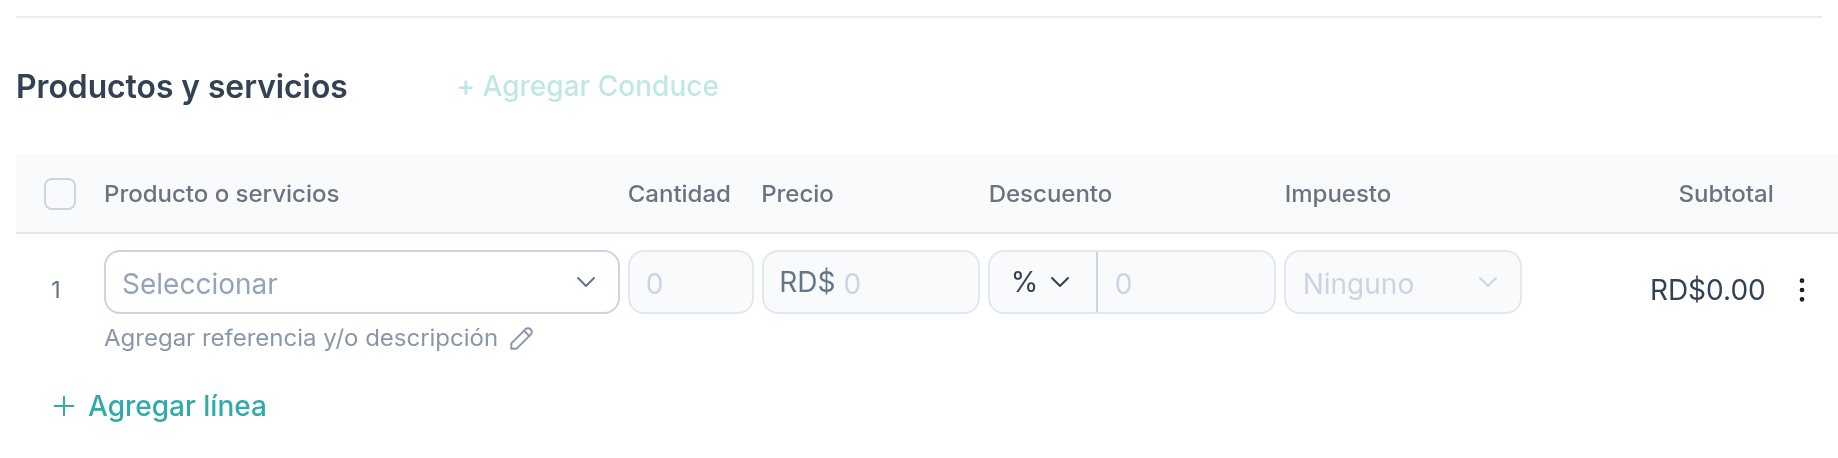 Productos y servicios + Agregar Conduce
Producto o servicios Cantidad Precio Descuento Impuesto Subtotal
1 Seleccionar 0 RD$ 0 % 0 Ninguno RD$0.00
Agregar referencia y/o descripción
+ Agregar línea